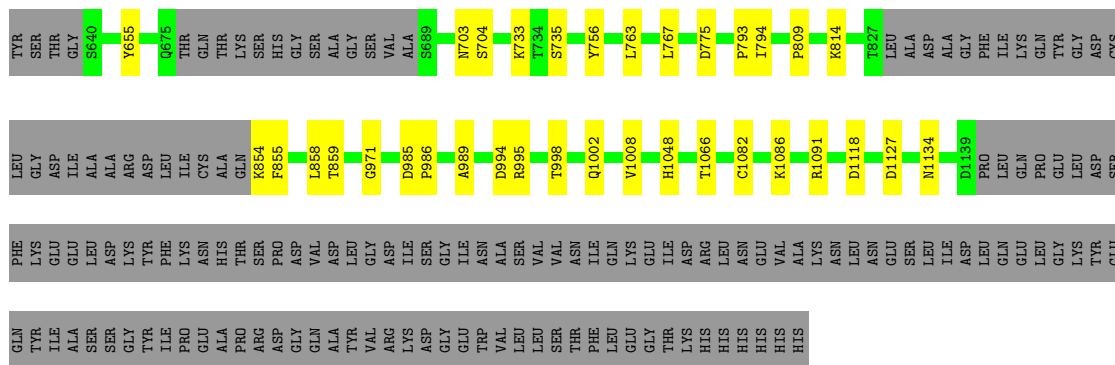 TYR SER THR GLY S640 Y655 Q675 THR GLN THR LYS SER HIS GLY SER ALA GLY SER VAL ALA S689 N703 S704 K733 T734 S735 Y756 L763 L767 D775 P793 I794 P809 K814 T827 LEU ALA ASP ALA GLY PHE ILE LYS GLN TYR GLY ASP CYS
LEU GLY ASP ILE ALA ALA ARG ASP LEU ILE CYS ALA GLN K854 F855 L858 T859 G971 D985 P986 A989 D994 R995 T998 Q1002 V1008 H1048 T1066 C1082 K1086 R1091 D1118 D1127 N1134 D1139 PRO LEU GLN PRO GLU LEU ASP SER
PHE LYS GLU GLU LEU ASP LYS TYR PHE LYS ASN HIS THR SER PRO ASP VAL ASP LEU GLY ASP ILE SER GLY ILE ASN ALA SER VAL VAL ASN ILE GLN LYS GLU ILE ASP ARG LEU ASN GLU VAL ALA LYS ASN LEU ASN GLU SER LEU ILE ASP LEU GLN GLU LEU GLY LYS TYR GLU
GLN TYR ILE ALA SER SER GLY TYR ILE PRO GLU ALA PRO ARG ASP GLY GLN ALA TYR VAL ARG LYS ASP GLY GLU TRP VAL LEU LEU SER THR PHE LEU GLU GLY THR LYS HIS HIS HIS HIS HIS HIS